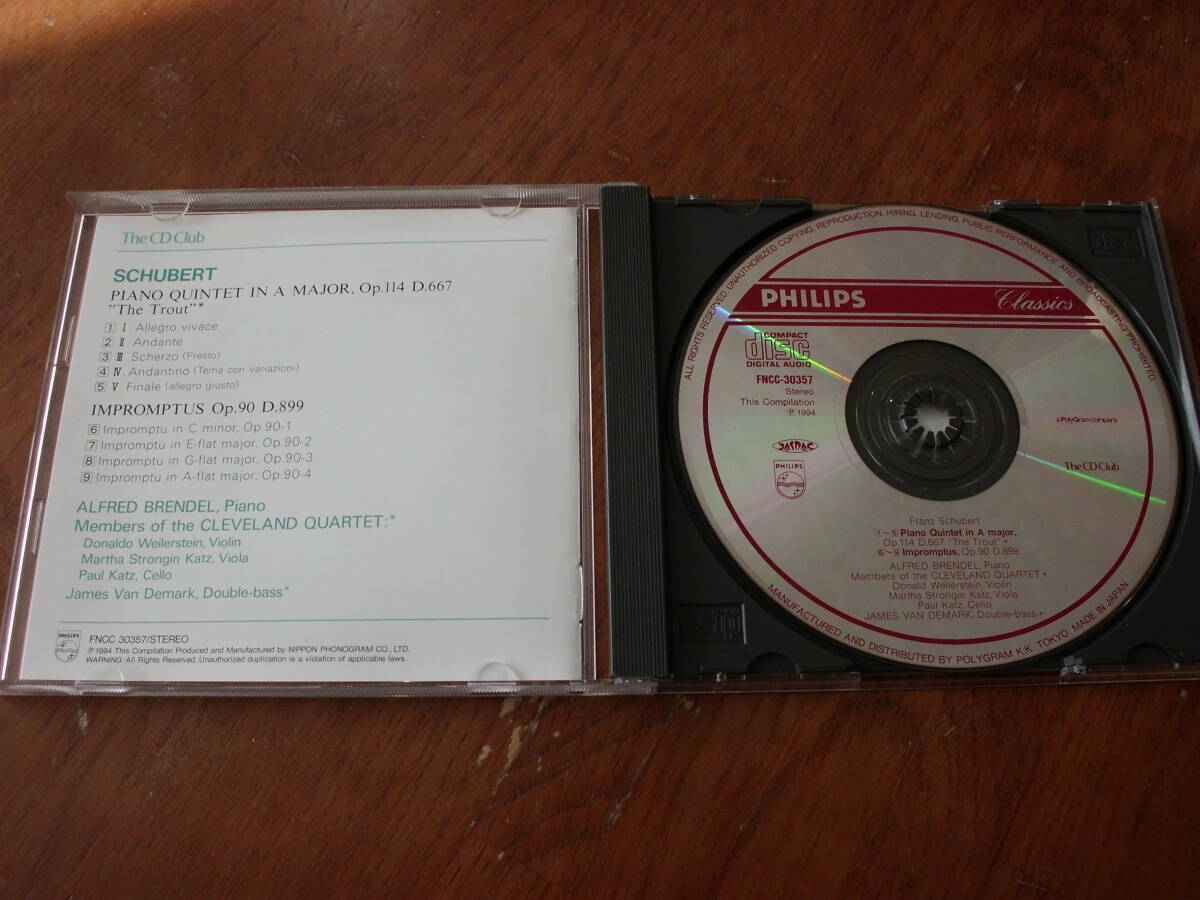 The CD Club
SCHUBERT
PIANO QUINTET IN A MAJOR, Op.114 D.667
"The Trout"*
1 I. Allegro vivace
2 II. Andante
3 III. Scherzo (Presto)
4 IV. Andantino (Tema con variazioni)
5 V. Finale (allegro giusto)
IMPROMPTUS Op.90 D.899
6 Impromptu in C minor, Op.90-1
7 Impromptu in E-flat major, Op.90-2
8 Impromptu in G-flat major, Op.90-3
9 Impromptu in A-flat major, Op.90-4
ALFRED BRENDEL, Piano
Members of the CLEVELAND QUARTET:*
Donaldo Weilerstein, Violin
Martha Strongin Katz, Viola
Paul Katz, Cello
James Van Demark, Double-bass*
PHILIPS
FNCC 30357/STEREO
℗1994 This Compilation Produced and Manufactured by NIPPON PHONOGRAM CO., LTD.
WARNING: All Rights Reserved. Unauthorized duplication is a violation of applicable laws.
ALL RIGHTS RESERVED UNAUTHORIZED COPYING, REPRODUCTION, HIRING, LENDING, PUBLIC PERFORMANCE AND BROADCASTING PROHIBITED
PHILIPS Classics
COMPACT
disc
DIGITAL AUDIO
FNCC-30357
Stereo
This Compilation
℗ 1994
a PolyGram company
JASRAC
PHILIPS
The CD Club
Franz Schubert
①~⑤ Piano Quintet in A major,
Op.114 D.667 "The Trout" *
⑥~⑨ Impromptus, Op.90 D.899
ALFRED BRENDEL, Piano
Members of the CLEVELAND QUARTET *
Donald Weilerstein, Violin
Martha Strongin Katz, Viola
Paul Katz, Cello
JAMES VAN DEMARK, Double-bass *
MANUFACTURED AND DISTRIBUTED BY POLYGRAM K.K. TOKYO. MADE IN JAPAN